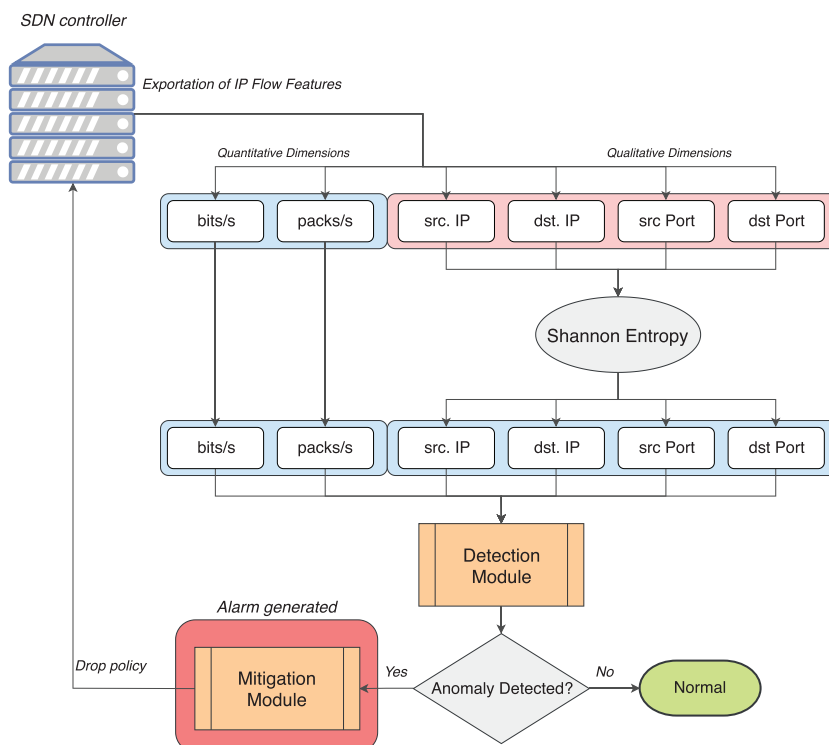 SDN controller
Exportation of IP Flow Features
Quantitative Dimensions
Qualitative Dimensions
bits/s
packs/s
src. IP
dst. IP
src Port
dst Port
Shannon Entropy
bits/s
packs/s
src. IP
dst. IP
src Port
dst Port
Detection
Module
Alarm generated
Drop policy
Mitigation
Module
Yes
Anomaly Detected?
No
Normal